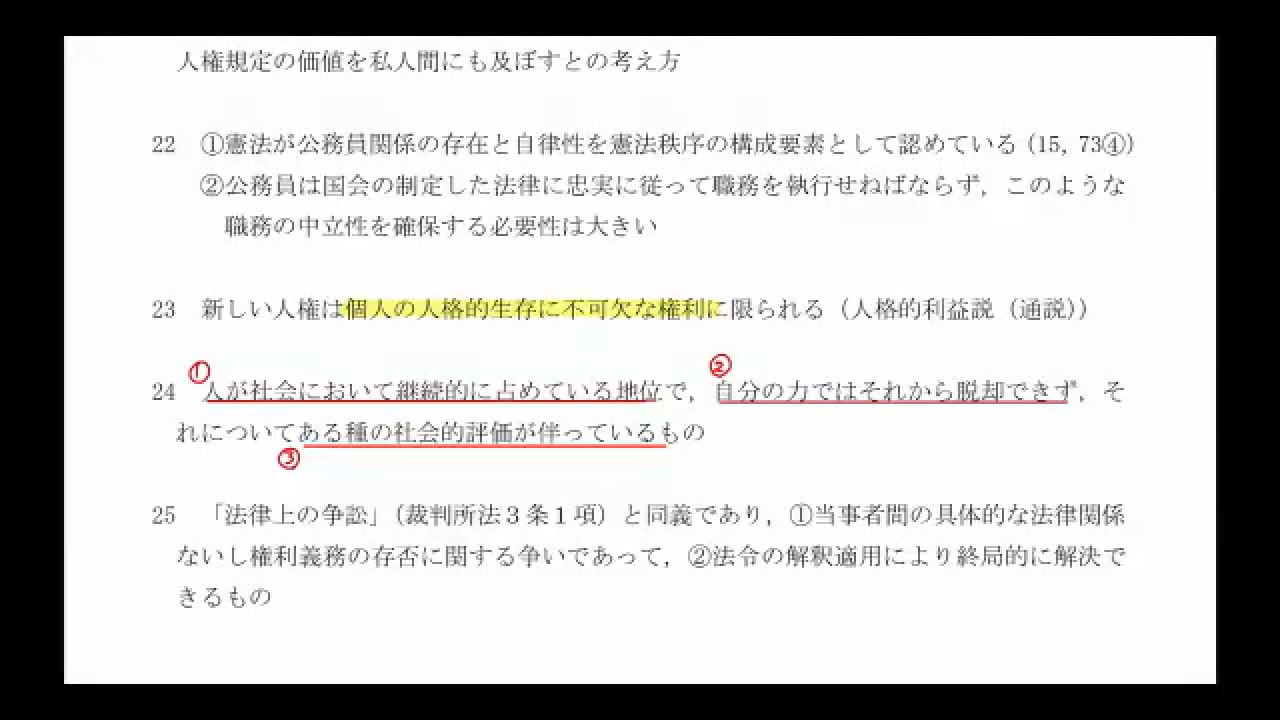 人権規定の価値を私人間にも及ぼすとの考え方
22 ①憲法が公務員関係の存在と自律性を憲法秩序の構成要素として認めている（15，73④）
②公務員は国会の制定した法律に忠実に従って職務を執行せねばならず，このような
職務の中立性を確保する必要性は大きい
23 新しい人権は個人の人格的生存に不可欠な権利に限られる（人格的利益説（通説））
① ②
24 人が社会において継続的に占めている地位で，自分の力ではそれから脱却できず，そ
れについてある種の社会的評価が伴っているもの
③
25 「法律上の争訟」（裁判所法３条１項）と同義であり，①当事者間の具体的な法律関係
ないし権利義務の存否に関する争いであって，②法令の解釈適用により終局的に解決で
きるもの